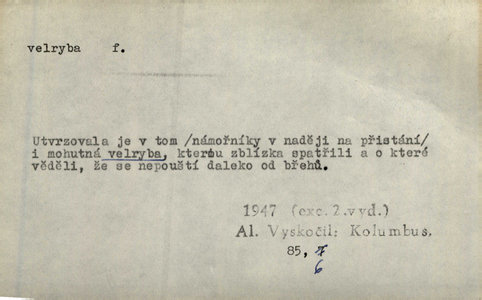 velryba f.
Utvrzovala je v tom /námořníky v naději na přistání/
i mohutná velryba, kterou zblízka spatřili a o které
věděli, že se nepouští daleko od břehů.
1947 (exc. 2.vyd.)
Al. Vyskočil: Kolumbus,
85,
6